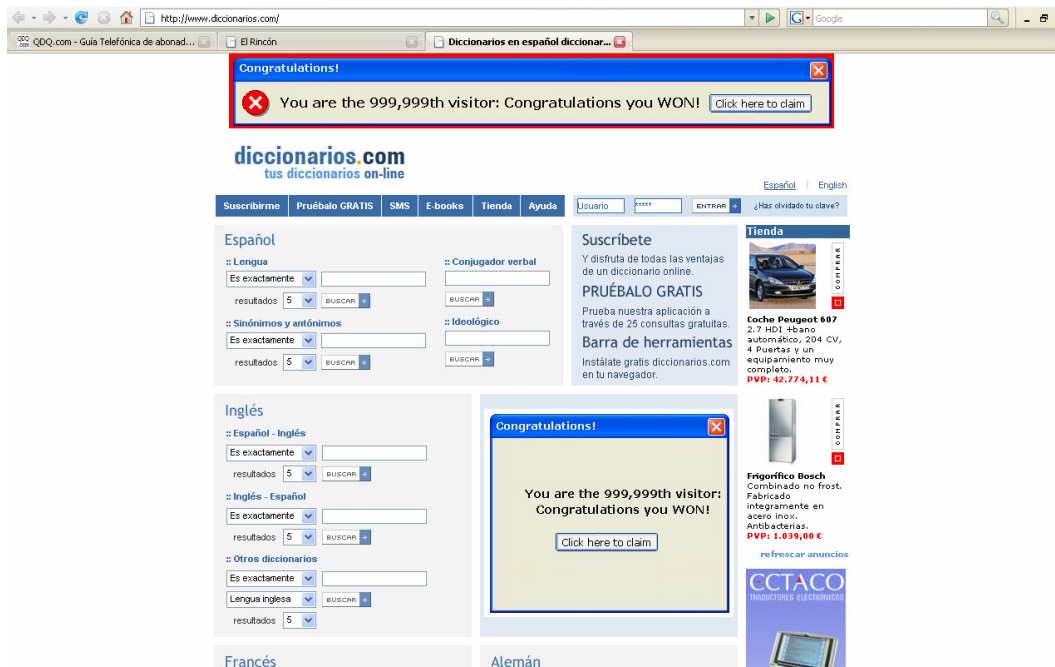 http://www.diccionarios.com/
Google
QDQ.com - Guía Telefónica de abonad...
El Rincón
Diccionarios en español diccionar...
Congratulations!
You are the 999,999th visitor: Congratulations you WON!
Click here to claim
diccionarios.com
tus diccionarios on-line
Español
English
Suscribirme
Pruébalo GRATIS
SMS
E-books
Tienda
Ayuda
Usuario
*****
ENTRAR
¿Has olvidado tu clave?
Español
:: Lengua
Es exactamente
resultados 5 BUSCAR
:: Sinónimos y antónimos
Es exactamente
resultados 5 BUSCAR
:: Conjugador verbal
BUSCAR
:: Ideológico
BUSCAR
Suscríbete
Y disfruta de todas las ventajas
de un diccionario online.
PRUÉBALO GRATIS
Prueba nuestra aplicación a
través de 25 consultas gratuitas.
Barra de herramientas
Instálate gratis diccionarios.com
en tu navegador.
Tienda
COMPRAR
Coche Peugeot 607
2.7 HDI +bano
automático, 204 CV,
4 Puertas y un
equipamiento muy
completo.
PVP: 42.774,11 €
COMPRAR
Frigorífico Bosch
Combinado no frost.
Fabricado
integramente en
acero inox.
Antibacterias.
PVP: 1.039,00 €
refrescar anuncios
ECTACO
TRADUCTORES ELECTRÓNICOS
Inglés
:: Español - Inglés
Es exactamente
resultados 5 BUSCAR
:: Inglés - Español
Es exactamente
resultados 5 BUSCAR
:: Otros diccionarios
Es exactamente
Lengua inglesa BUSCAR
resultados 5
Congratulations!
You are the 999,999th visitor:
Congratulations you WON!
Click here to claim
Francés
Alemán